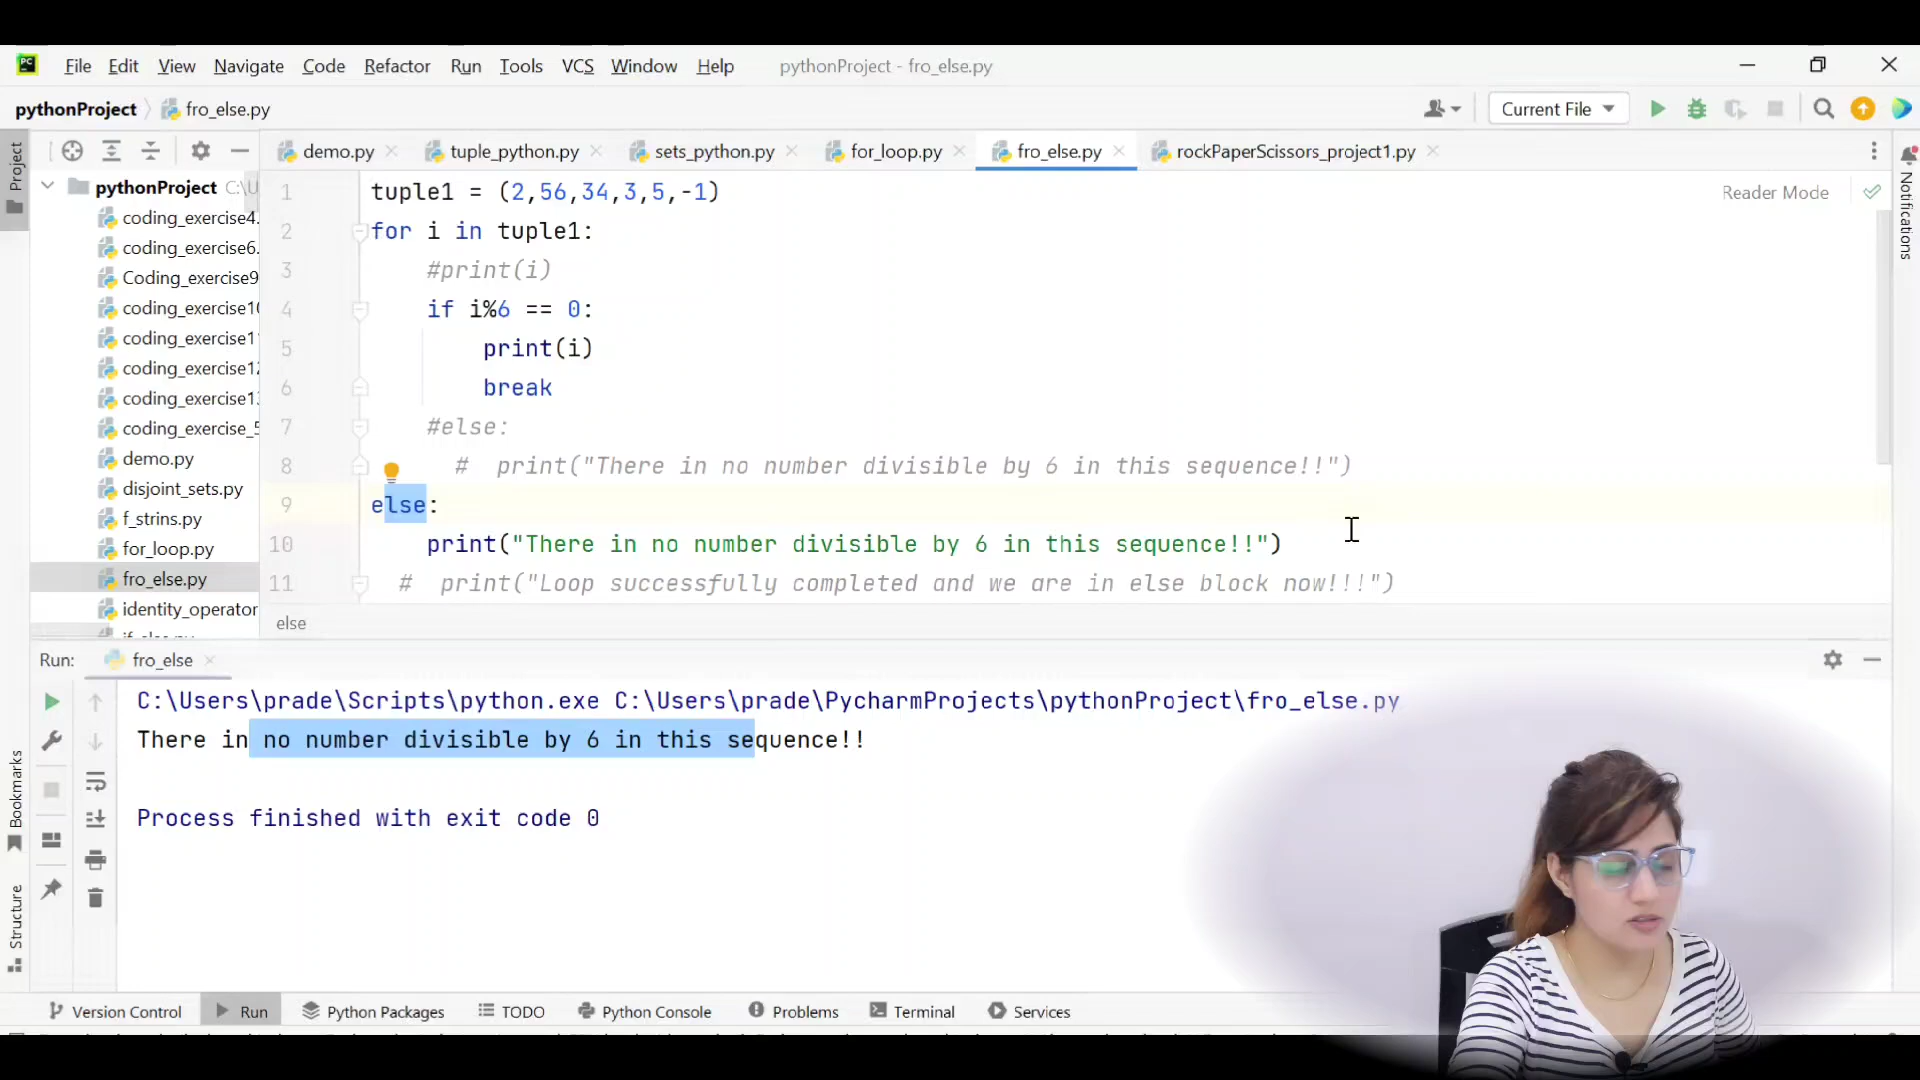 PC File Edit View Navigate Code Refactor Run Tools VCS Window Help pythonProject - fro_else.py
pythonProject fro_else.py Current File
Project
demo.py tuple_python.py sets_python.py for_loop.py fro_else.py rockPaperScissors_project1.py
Notifications
pythonProject C:\U
coding_exercise4.
coding_exercise6.
Coding_exercise9
coding_exercise10
coding_exercise11
coding_exercise12
coding_exercise13
coding_exercise_5
demo.py
disjoint_sets.py
f_strins.py
for_loop.py
fro_else.py
identity_operator
if_else.py
Reader Mode
1 tuple1 = (2,56,34,3,5,-1)
2 for i in tuple1:
3 #print(i)
4 if i%6 == 0:
5 print(i)
6 break
7 #else:
8 # print("There in no number divisible by 6 in this sequence!!")
9 else:
10 print("There in no number divisible by 6 in this sequence!!")
11 # print("Loop successfully completed and we are in else block now!!!")
else
Run: fro_else
C:\Users\prade\Scripts\python.exe C:\Users\prade\PycharmProjects\pythonProject\fro_else.py
There in no number divisible by 6 in this sequence!!
Process finished with exit code 0
Bookmarks
Structure
Version Control Run Python Packages TODO Python Console Problems Terminal Services